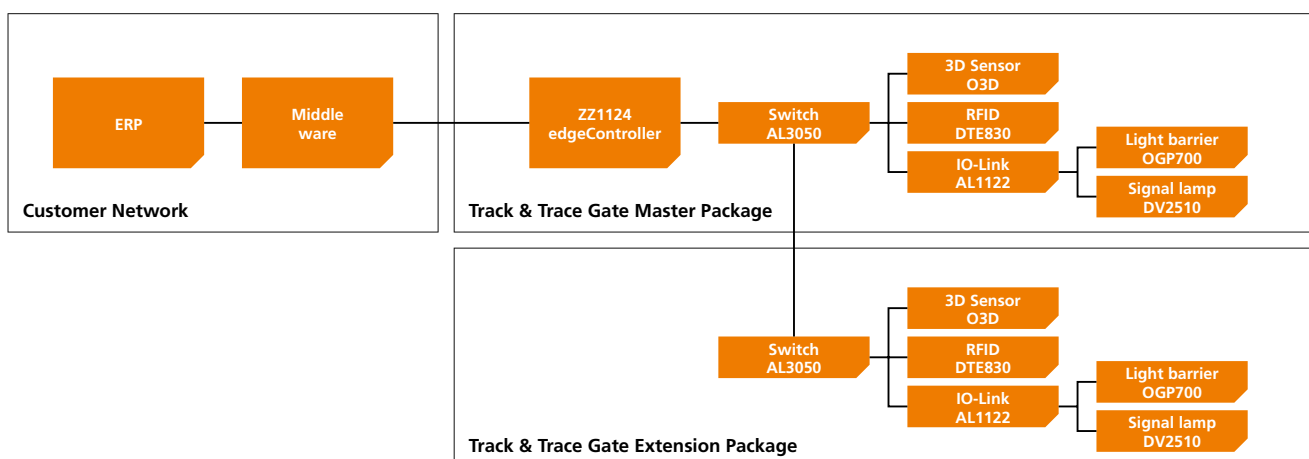 ERP
Middle
ware
Customer Network
ZZ1124
edgeController
Switch
AL3050
3D Sensor
O3D
RFID
DTE830
IO-Link
AL1122
Light barrier
OGP700
Signal lamp
DV2510
Track & Trace Gate Master Package
Switch
AL3050
3D Sensor
O3D
RFID
DTE830
IO-Link
AL1122
Light barrier
OGP700
Signal lamp
DV2510
Track & Trace Gate Extension Package